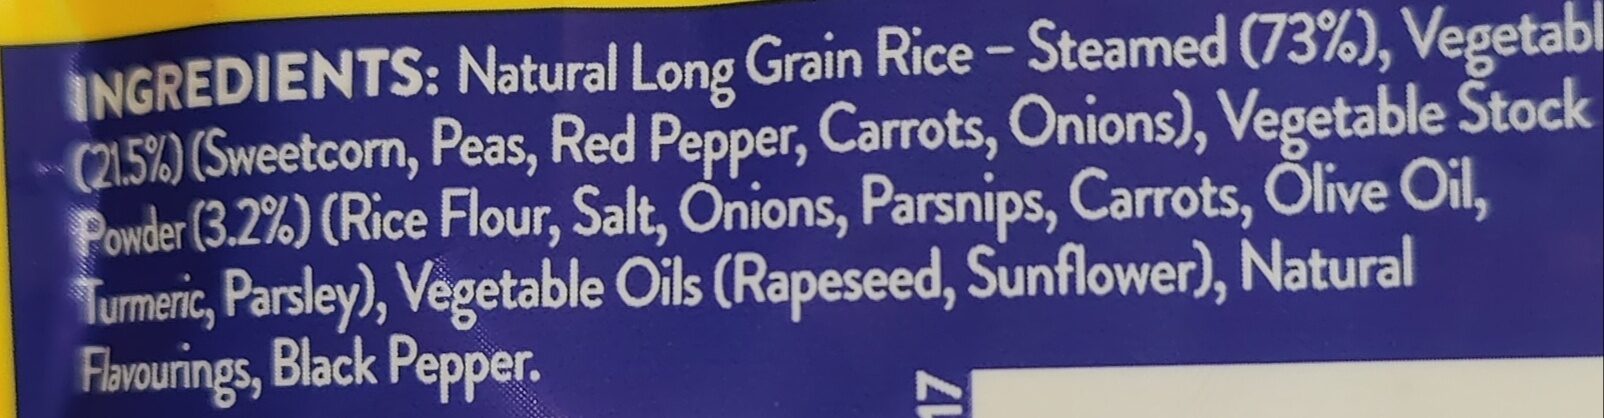 INGREDIENTS: Natural Long Grain Rice – Steamed (73%), Vegetabl
(21.5%) (Sweetcorn, Peas, Red Pepper, Carrots, Onions), Vegetable Stock
Powder (3.2%) (Rice Flour, Salt, Onions, Parsnips, Carrots, Olive Oil,
Turmeric, Parsley), Vegetable Oils (Rapeseed, Sunflower), Natural
Flavourings, Black Pepper.
17